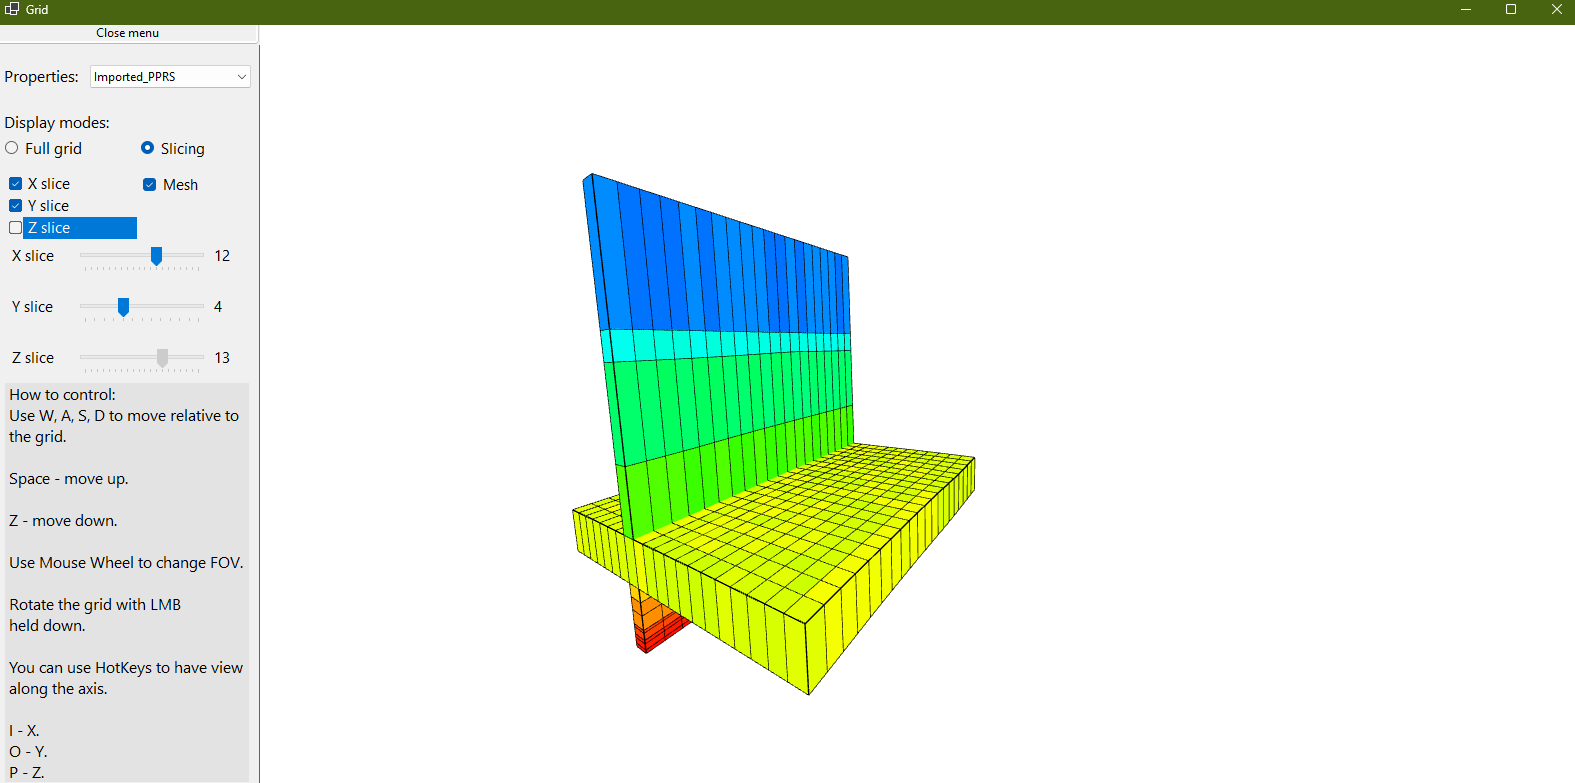 Grid
Close menu
Properties: Imported_PPRS
Display modes:
Full grid Slicing
X slice Mesh
Y slice
Z slice
X slice 12
Y slice 4
Z slice 13
How to control:
Use W, A, S, D to move relative to
the grid.
Space - move up.
Z - move down.
Use Mouse Wheel to change FOV.
Rotate the grid with LMB
held down.
You can use HotKeys to have view
along the axis.
I - X.
O - Y.
P - Z.